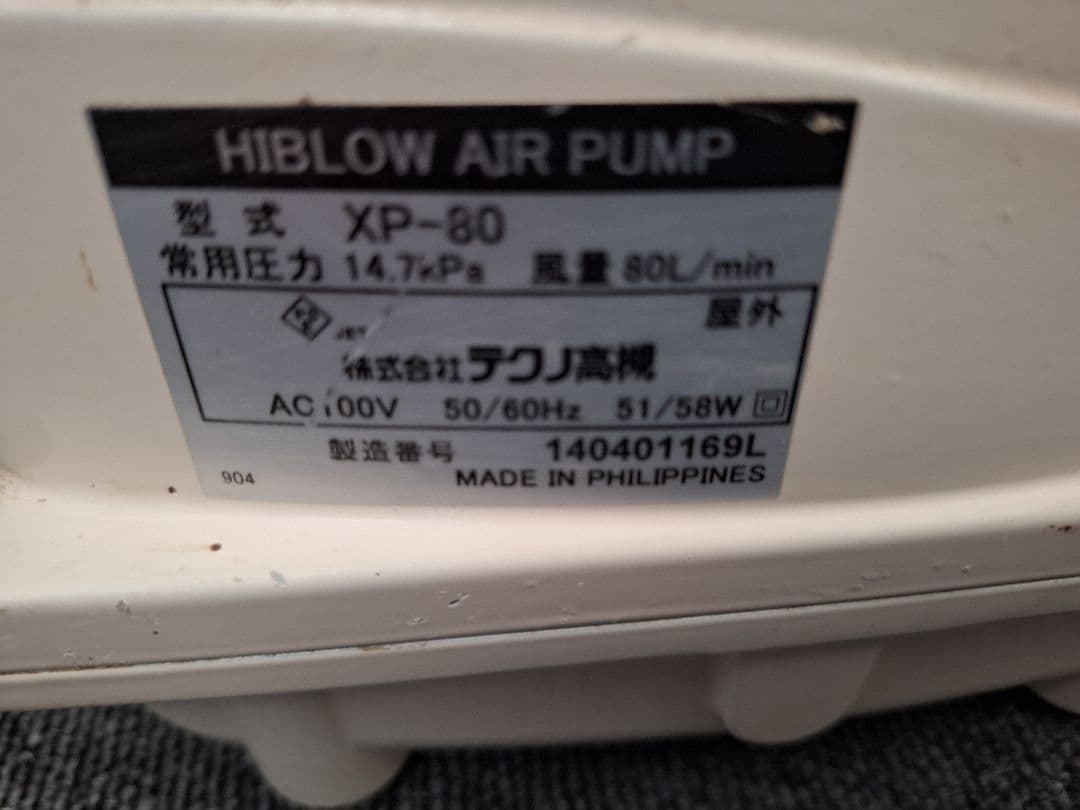 HIBLOW AIR PUMP
型式 XP-80
常用圧力 14.7kPa 風量 80L/min
JET 屋外
株式会社テクノ高槻
AC100V 50/60Hz 51/58W
製造番号 140401169L
904 MADE IN PHILIPPINES